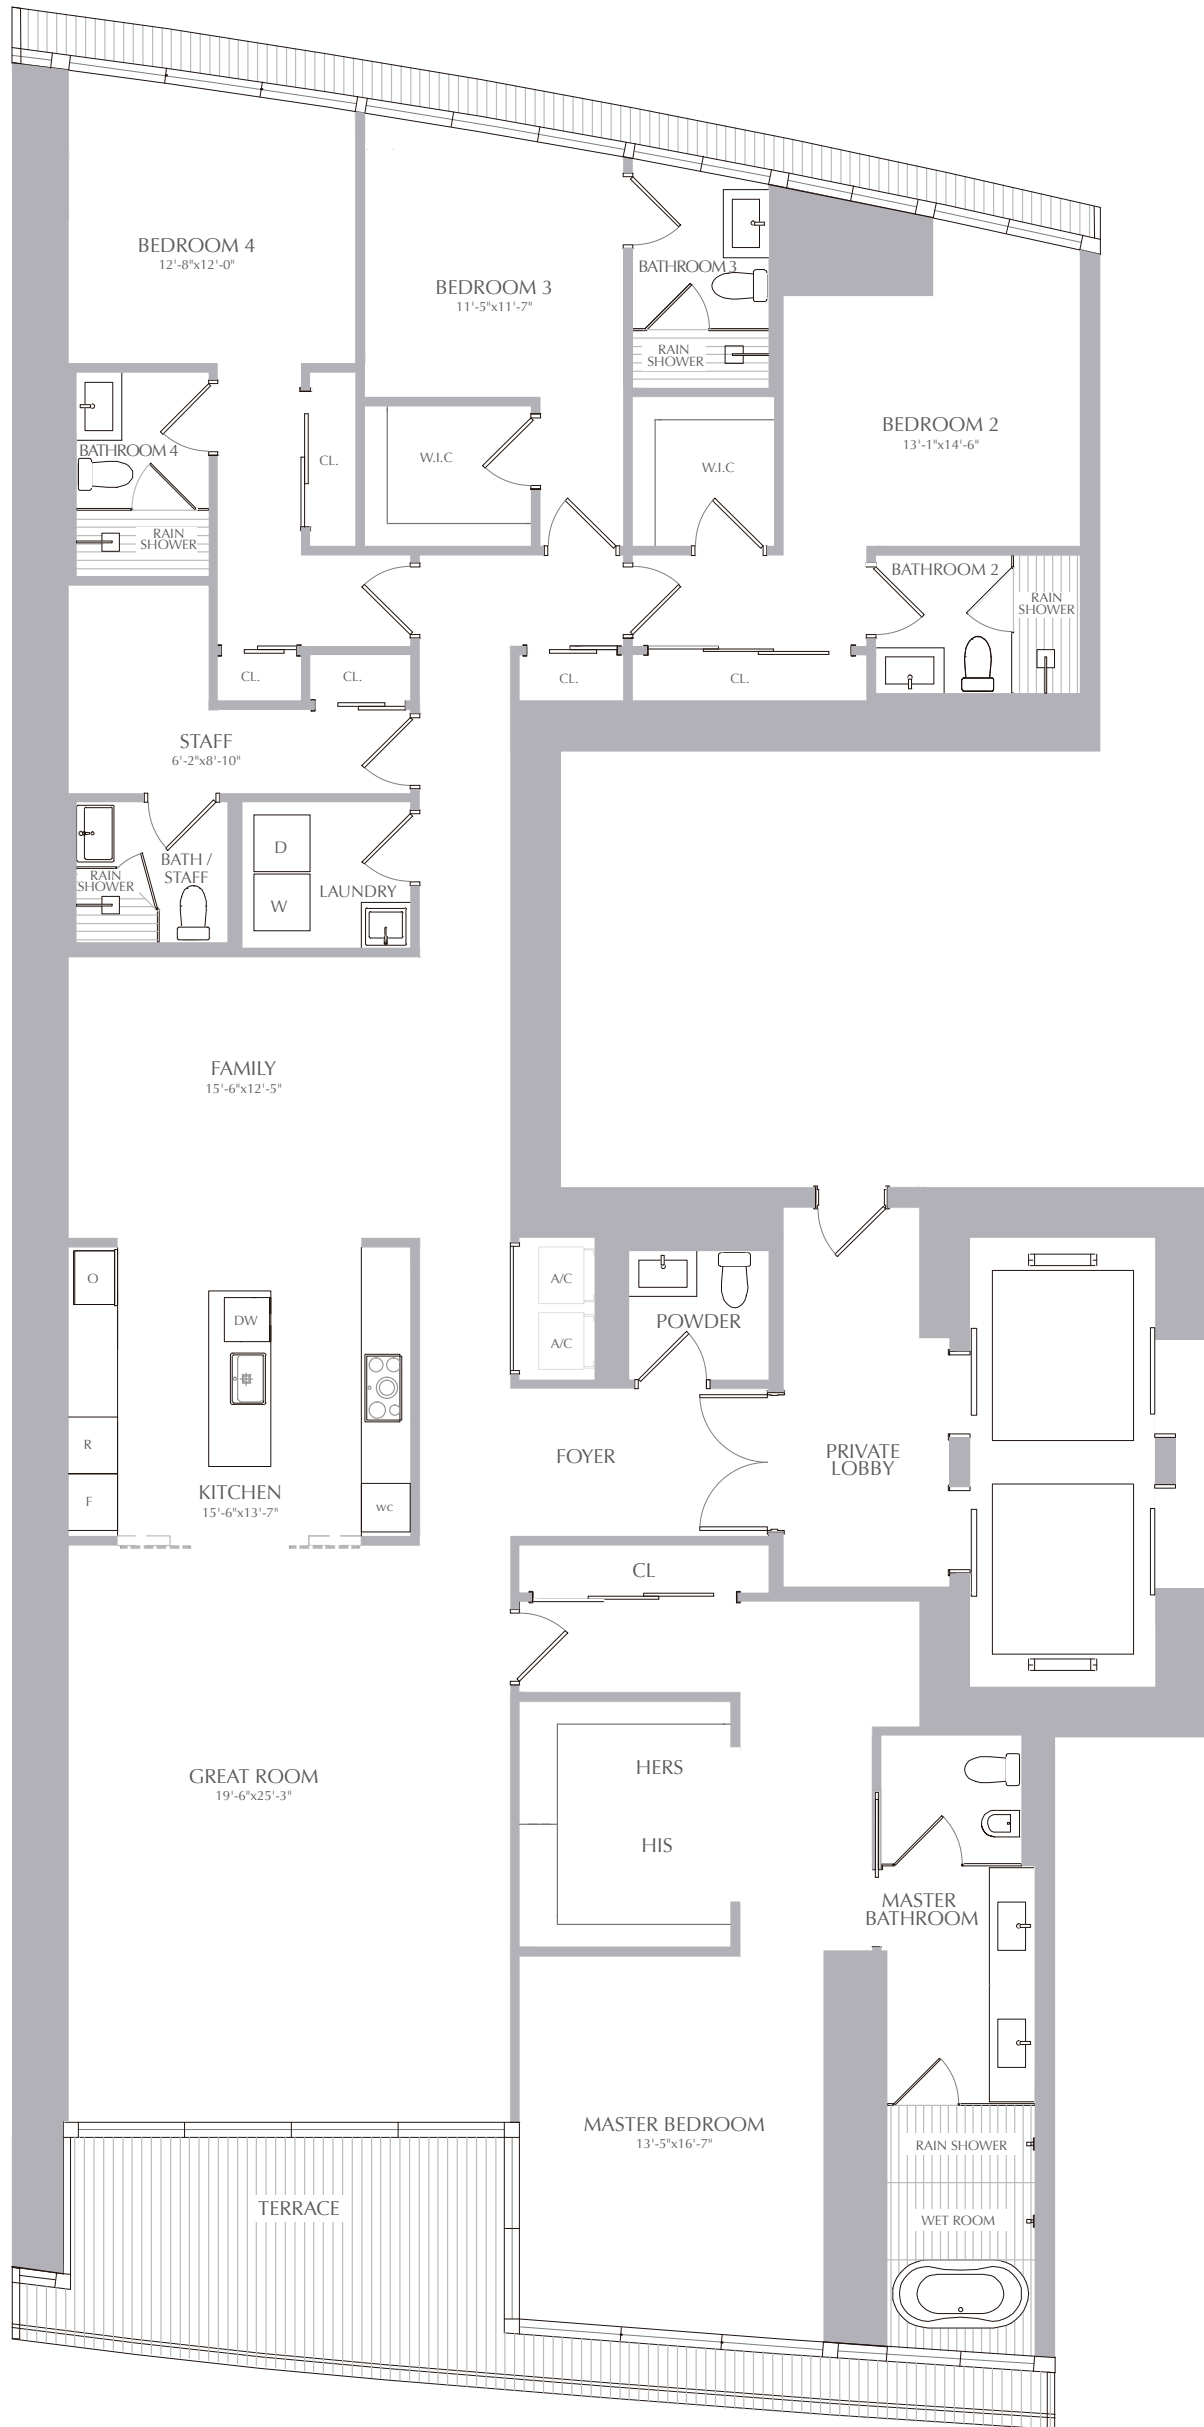 BEDROOM 4
12'-8"x12'-0"
BEDROOM 3
11'-5"x11'-7"
BATHROOM 3
RAIN
SHOWER
BEDROOM 2
13'-1"x14'-6"
BATHROOM 4
RAIN
SHOWER
CL.
W.I.C
W.I.C
BATHROOM 2
RAIN
SHOWER
CL.
CL.
CL.
CL.
STAFF
6'-2"x8'-10"
BATH /
STAFF
RAIN
SHOWER
D
W
LAUNDRY
FAMILY
15'-6"x12'-5"
O
DW
R
F
KITCHEN
15'-6"x13'-7"
WC
A/C
A/C
POWDER
FOYER
PRIVATE
LOBBY
CL
GREAT ROOM
19'-6"x25'-3"
HERS
HIS
MASTER
BATHROOM
MASTER BEDROOM
13'-5"x16'-7"
RAIN SHOWER
WET ROOM
TERRACE